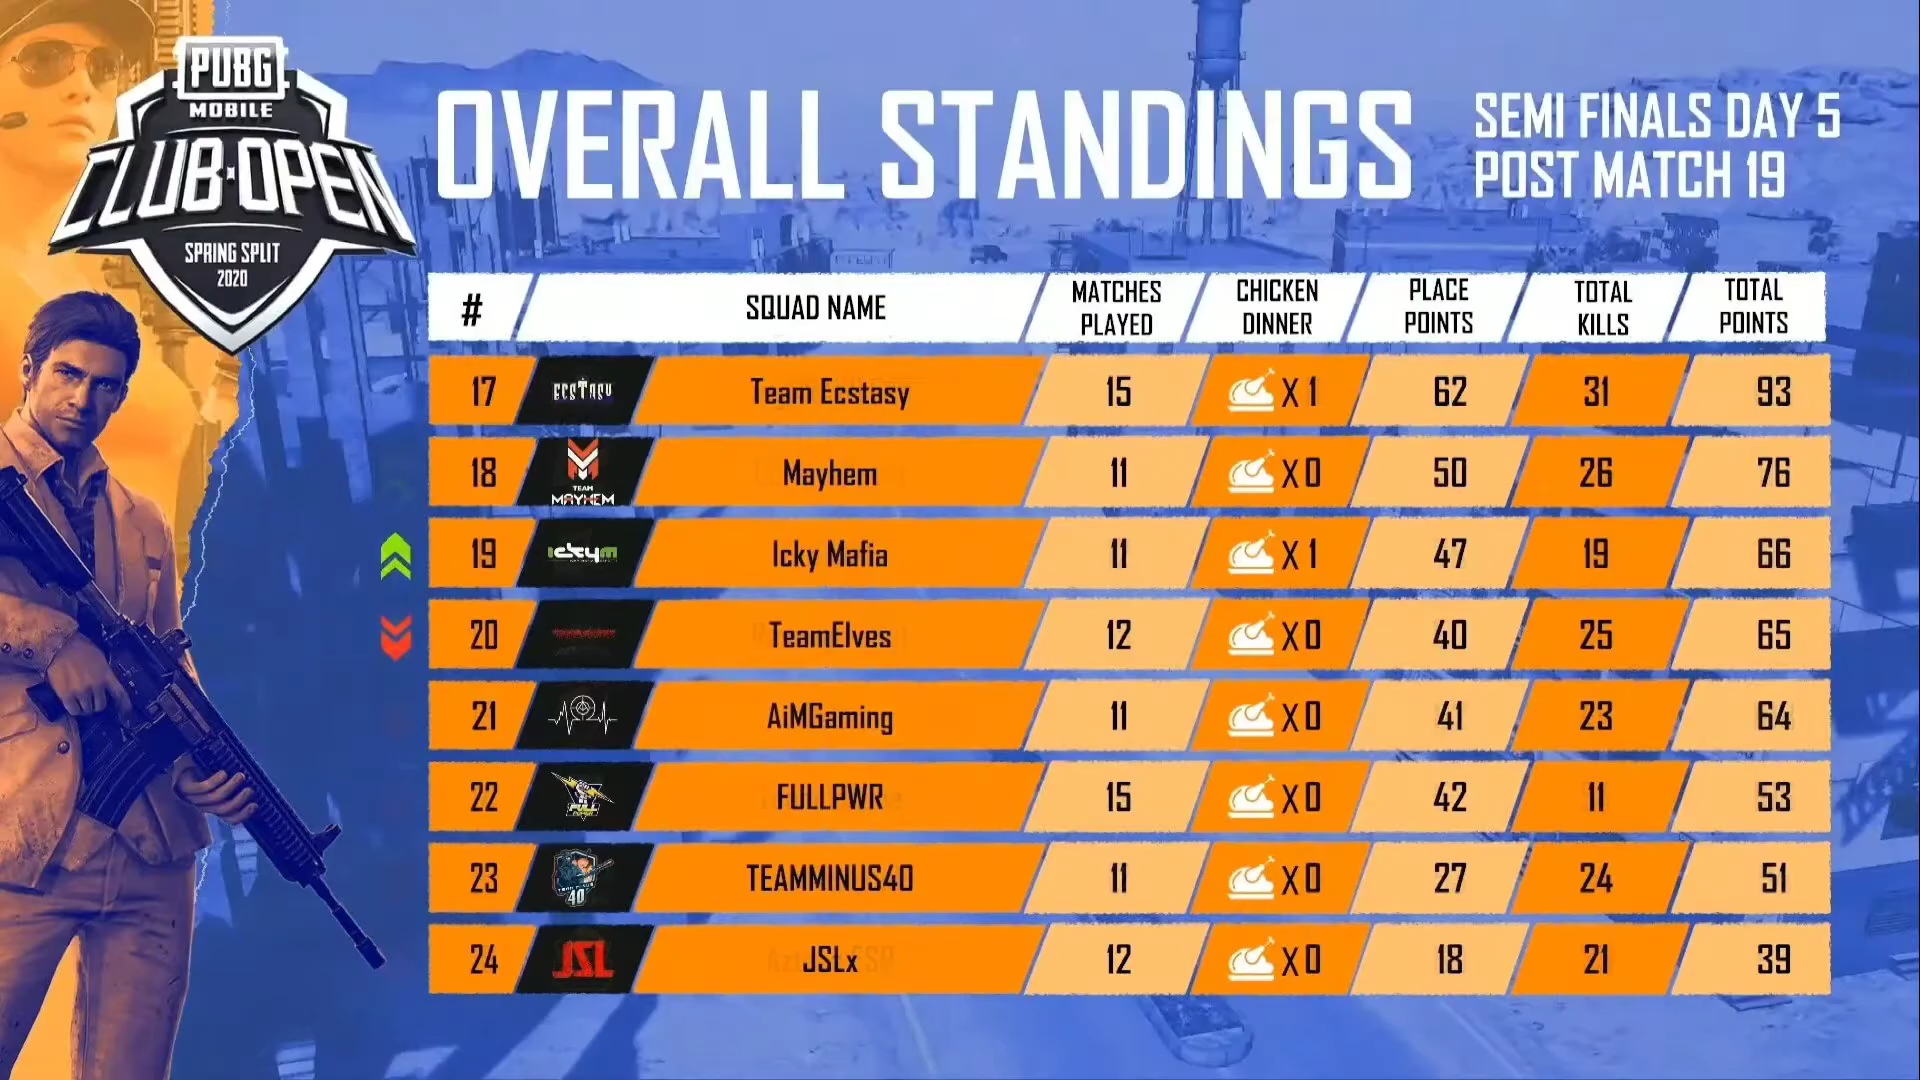 PUBG
MOBILE
CLUB OPEN
SPRING SPLIT
2020
OVERALL STANDINGS
SEMI FINALS DAY 5
POST MATCH 19
# SQUAD NAME MATCHES PLAYED CHICKEN DINNER PLACE POINTS TOTAL KILLS TOTAL POINTS
17 ECSTASY Team Ecstasy 15 X 1 62 31 93
18 TEAM MAYHEM Mayhem 11 X 0 50 26 76
19 ickym Icky Mafia 11 X 1 47 19 66
20 TeamElves 12 X 0 40 25 65
21 AiMGaming 11 X 0 41 23 64
22 FULL FULLPWR 15 X 0 42 11 53
23 40 TEAMMINUS40 11 X 0 27 24 51
24 JSL JSLx 12 X 0 18 21 39